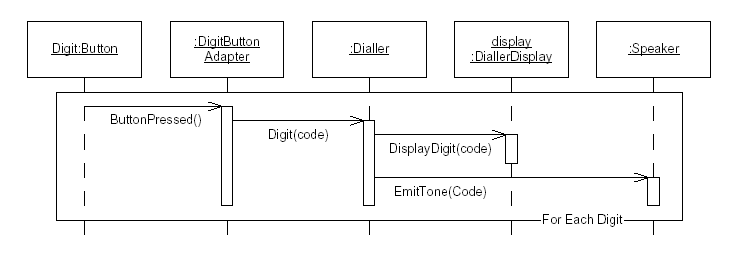 Digit:Button
:DigitButton
Adapter
:Dialler
display
:DiallerDisplay
:Speaker
ButtonPressed()
Digit(code)
DisplayDigit(code)
EmitTone(Code)
For Each Digit